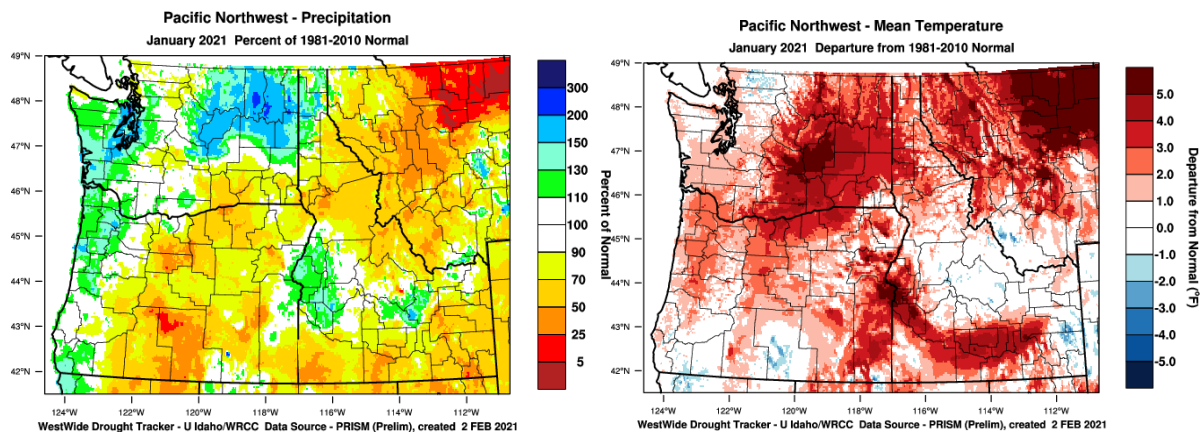 Pacific Northwest - Precipitation
January 2021 Percent of 1981-2010 Normal
49°N
48°N
47°N
46°N
45°N
44°N
43°N
42°N
124°W 122°W 120°W 118°W 116°W 114°W 112°W
300
200
150
130
110
100
90
70
50
25
5
Percent of Normal
WestWide Drought Tracker - U Idaho/WRCC Data Source - PRISM (Prelim), created 2 FEB 2021
Pacific Northwest - Mean Temperature
January 2021 Departure from 1981-2010 Normal
49°N
48°N
47°N
46°N
45°N
44°N
43°N
42°N
124°W 122°W 120°W 118°W 116°W 114°W 112°W
5.0
4.0
3.0
2.0
1.0
0.0
-1.0
-2.0
-3.0
-4.0
-5.0
Departure from Normal (°F)
WestWide Drought Tracker - U Idaho/WRCC Data Source - PRISM (Prelim), created 2 FEB 2021